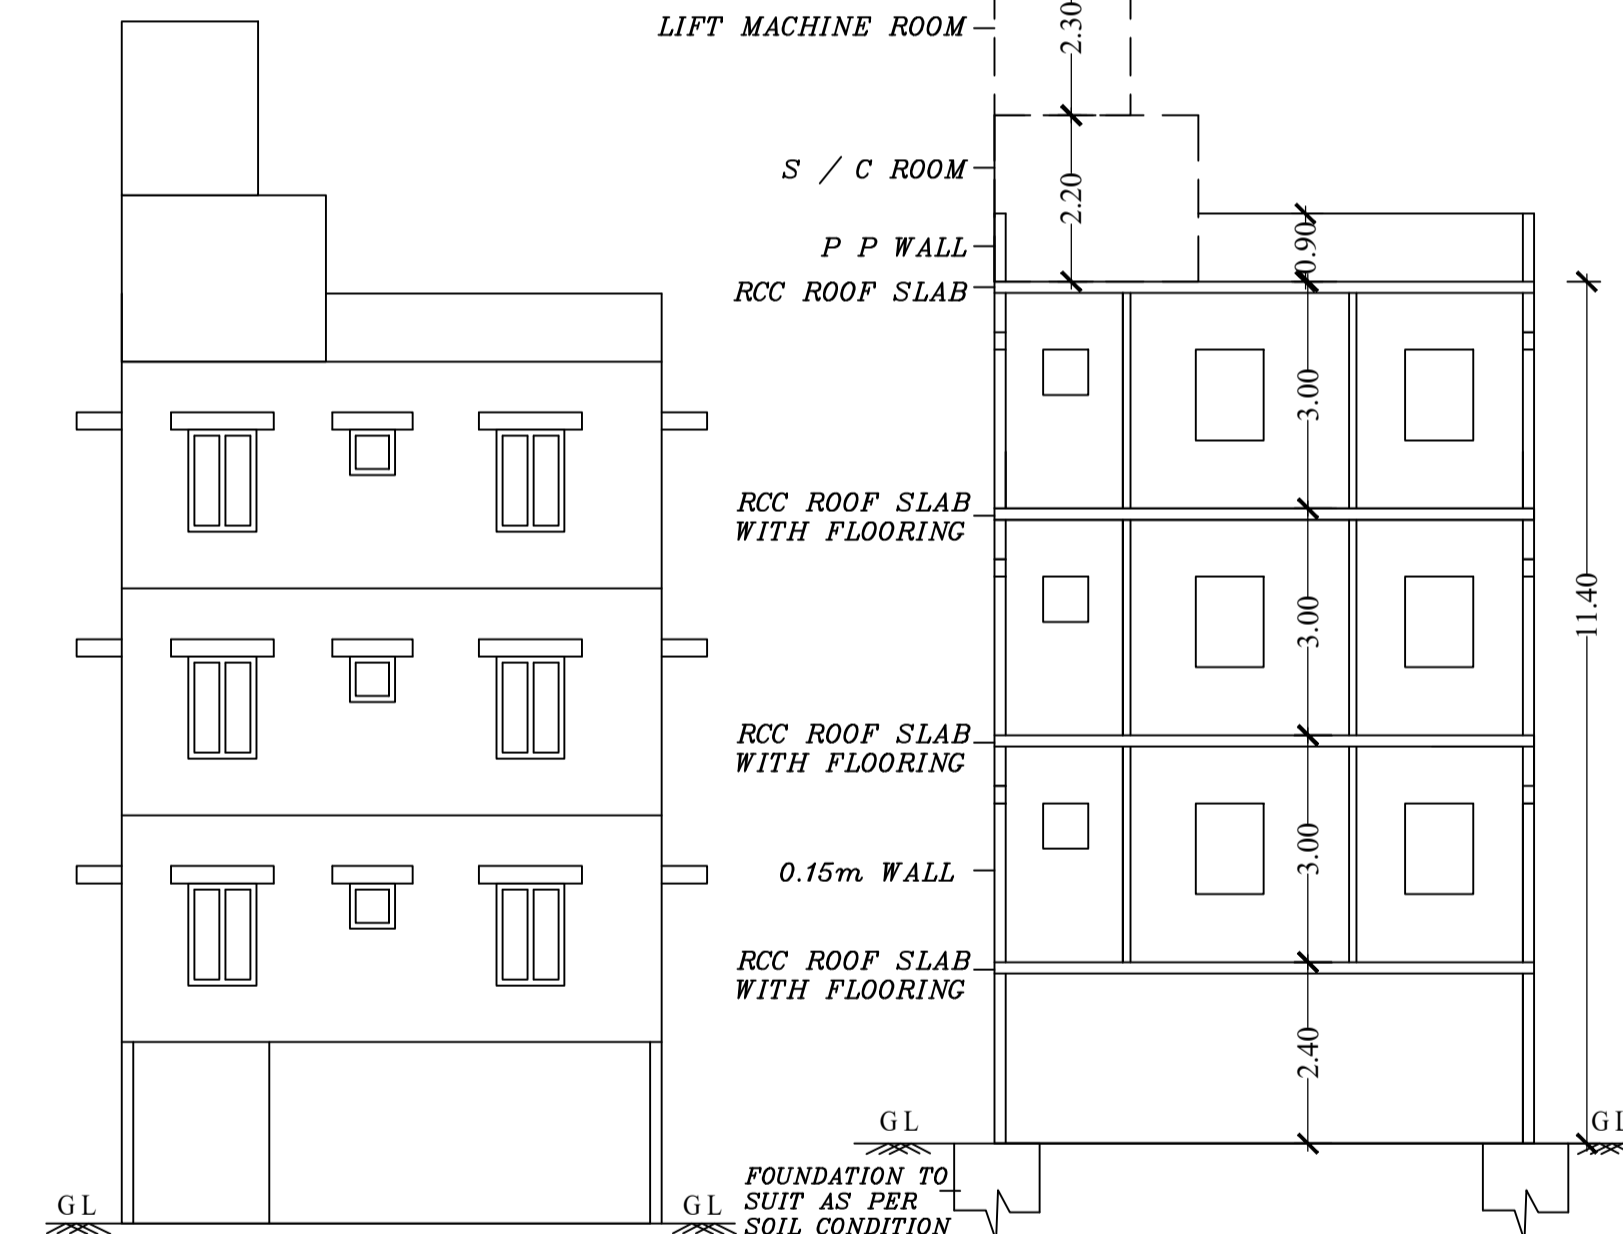 LIFT MACHINE ROOM
2.30
S / C ROOM
2.20
P P WALL
0.90
RCC ROOF SLAB
3.00
RCC ROOF SLAB
WITH FLOORING
3.00
11.40
RCC ROOF SLAB
WITH FLOORING
3.00
0.15m WALL
RCC ROOF SLAB
WITH FLOORING
2.40
GL
GL
FOUNDATION TO
SUIT AS PER
SOIL CONDITION
GL
GL